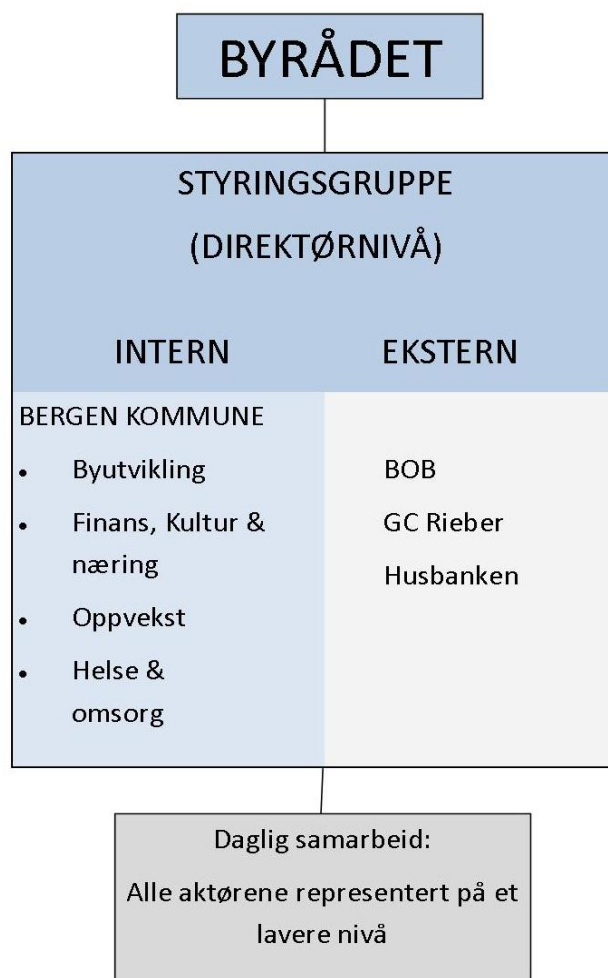 BYRÅDET
STYRINGSGRUPPE
(DIREKTØRNIVÅ)
INTERN
EKSTERN
BERGEN KOMMUNE
• Byutvikling
• Finans, Kultur &
næring
• Oppvekst
• Helse &
omsorg
BOB
GC Rieber
Husbanken
Daglig samarbeid:
Alle aktørene representert på et
lavere nivå